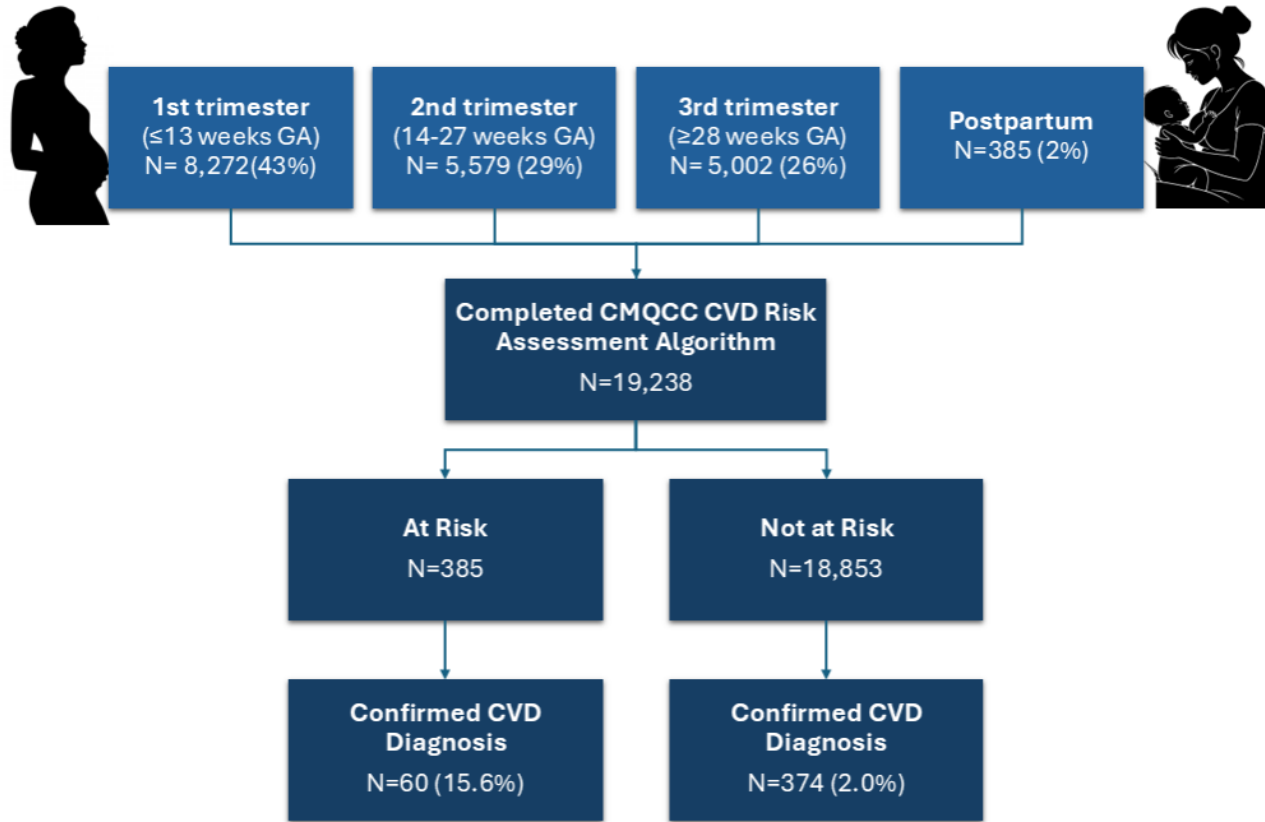 1st trimester
(≤13 weeks GA)
N= 8,272(43%)
2nd trimester
(14-27 weeks GA)
N= 5,579 (29%)
3rd trimester
(≥28 weeks GA)
N= 5,002 (26%)
Postpartum
N=385 (2%)
Completed CMQCC CVD Risk
Assessment Algorithm
N=19,238
At Risk
N=385
Not at Risk
N=18,853
Confirmed CVD
Diagnosis
N=60 (15.6%)
Confirmed CVD
Diagnosis
N=374 (2.0%)